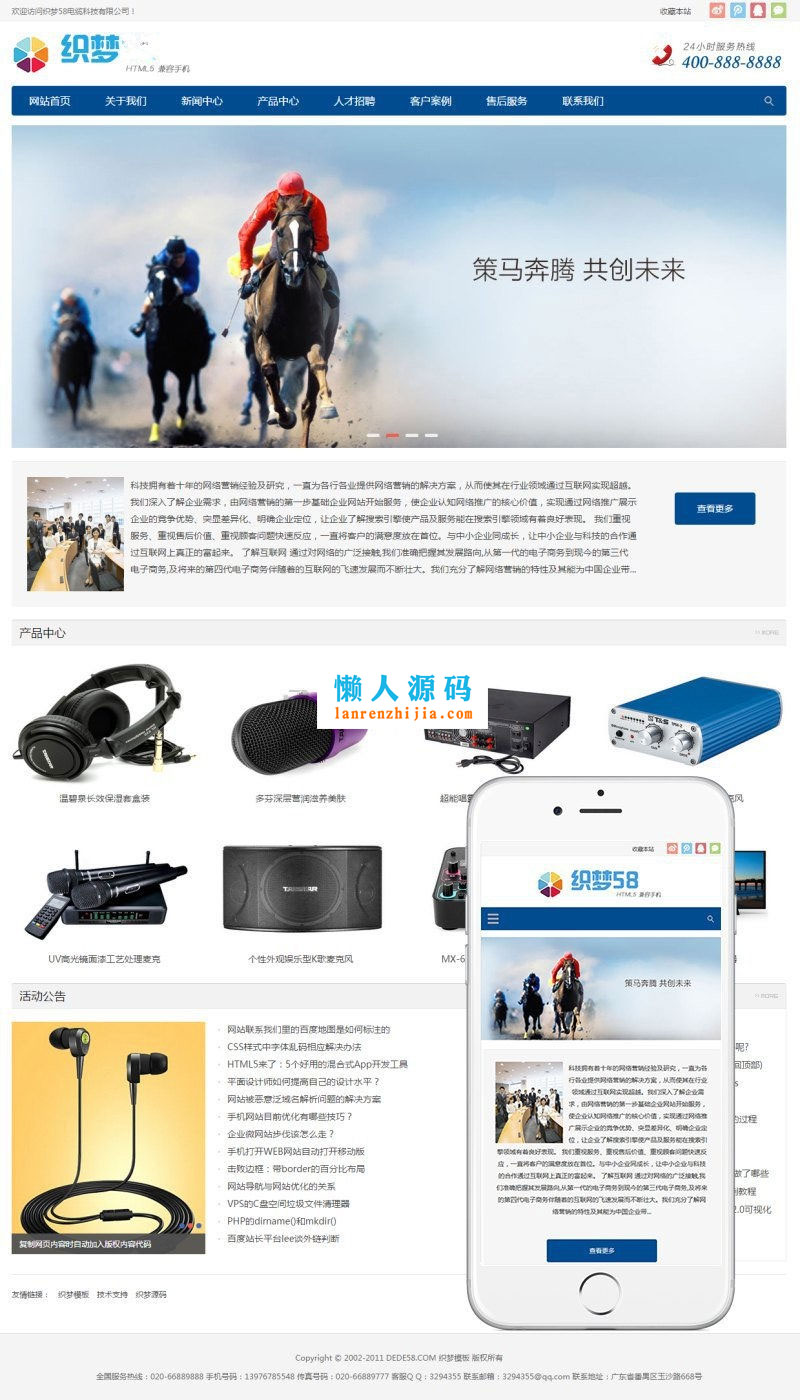 欢迎访问织梦58电缆科技有限公司！
收藏本站
织梦
HTML5 兼容手机
24小时服务热线
400-888-8888
网站首页 关于我们 新闻中心 产品中心 人才招聘 客户案例 售后服务 联系我们
策马奔腾 共创未来
科技拥有着十年的网络营销经验及研究，一直为各行各业提供网络营销的解决方案，从而使其在行业领域通过互联网实现超越。
我们深入了解企业需求，由网络营销的第一步基础企业网站开始服务，使企业认知网络推广的核心价值，实现通过网络推广展示
企业的竞争优势、突显差异化、明确企业定位，让企业了解搜索引擎使产品及服务能在搜索引擎领域有着良好表现。 我们重视
服务、重视售后价值、重视顾客问题快速反应，一直将客户的满意度放在首位。与中小企业同成长，让中小企业与科技的合作通
过互联网上真正的富起来。 了解互联网 通过对网络的广泛接触,我们准确把握其发展路向,从第一代的电子商务到现今的第三代
电子商务,及将来的第四代电子商务伴随着的互联网的飞速发展而不断壮大。我们充分了解网络营销的特性及其能为中国企业带...
查看更多
产品中心
>> MORE
懒人源码
lanrenzhijia.com
温碧泉长效保湿套盒装
多芬深层营润滋养美肤
超能唱
克风
UV高光镜面漆工艺处理麦克
个性外观娱乐型K歌麦克风
MX-6
活动公告
>> MORE
复制网页内容时自动加入版权内容代码
网站联系我们里的百度地图是如何标注的
CSS样式中字体乱码相应解决办法
HTML5来了：5个好用的混合式App开发工具
平面设计师如何提高自己的设计水平？
网站被恶意泛域名解析问题的解决方案
手机网站目前优化有哪些技巧？
企业微网站步伐该怎么走？
手机打开WEB网站自动打开移动版
击败边框：带border的百分比布局
网站导航与网站优化的关系
VPS的C盘空间垃圾文件清理器
PHP的dirname()和mkdir()
百度站长平台lee谈外链判断
呢?
回顶部)
s
的过程
做了哪些
制教程
2.0可视化
收藏本站
织梦58
HTML5 兼容手机
策马奔腾 共创未来
科技拥有着十年的网络营销经验及研究，一直为各
行各业提供网络营销的解决方案，从而使其在行业
领域通过互联网实现超越。 我们深入了解企业需
求，由网络营销的第一步基础企业网站开始服务，
使企业认知网络推广的核心价值，实现通过网络推
广展示企业的竞争优势、突显差异化、明确企业定
位，让企业了解搜索引擎使产品及服务能在搜索引
擎领域有着良好表现。 我们重视服务、重视售后价值、重视顾客问题快速反
应，一直将客户的满意度放在首位。与中小企业同成长，让中小企业与科技
的合作通过互联网上真正的富起来。 了解互联网 通过对网络的广泛接触,我
们准确把握其发展路向,从第一代的电子商务到现今的第三代电子商务,及将来
的第四代电子商务伴随着的互联网的飞速发展而不断壮大。我们充分了解网
络营销的特性及其能为中国企业带...
查看更多
友情链接： 织梦模板 技术支持 织梦源码
Copyright © 2002-2011 DEDE58.COM 织梦模板 版权所有
全国服务热线：020-66889888 手机号码：13976785548 传真号码：020-66889777 客服Q Q：3294355 联系邮箱：3294355@qq.com 联系地址：广东省番禺区玉沙路668号